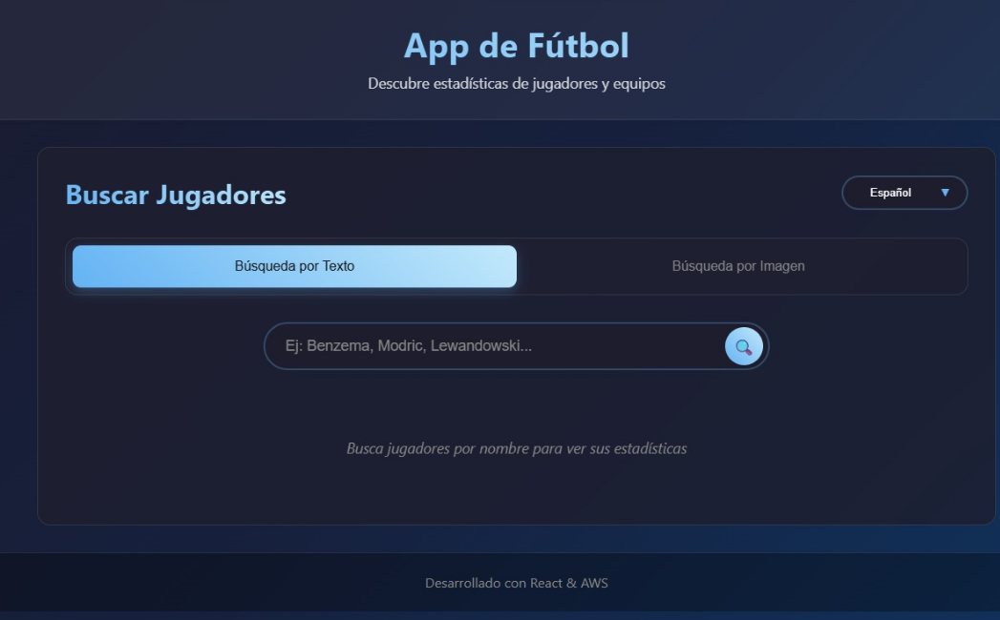 App de Fútbol
Descubre estadísticas de jugadores y equipos
Buscar Jugadores
Español ▼
Búsqueda por Texto
Búsqueda por Imagen
Ej: Benzema, Modric, Lewandowski...
Busca jugadores por nombre para ver sus estadísticas
Desarrollado con React & AWS